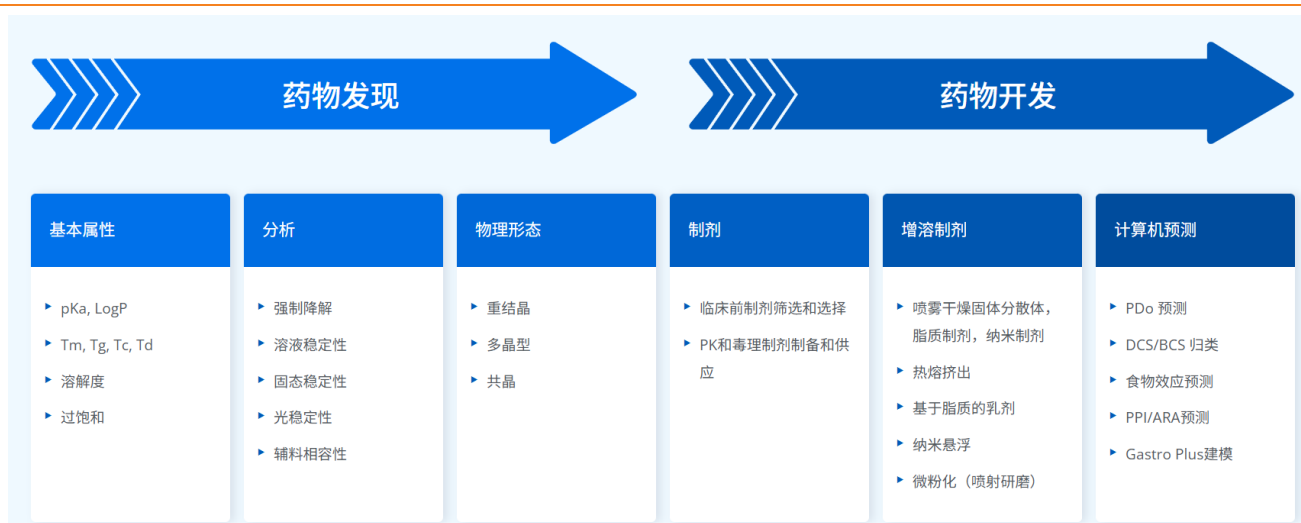 药物发现
药物开发
基本属性
pKa, LogP
Tm, Tg, Tc, Td
溶解度
过饱和
分析
强制降解
溶液稳定性
固态稳定性
光稳定性
辅料相容性
物理形态
重结晶
多晶型
共晶
制剂
临床前制剂筛选和选择
PK和毒理制剂制备和供
应
增溶制剂
喷雾干燥固体分散体，
脂质制剂，纳米制剂
热熔挤出
基于脂质的乳剂
纳米悬浮
微粉化（喷射研磨）
计算机预测
PDo 预测
DCS/BCS 归类
食物效应预测
PPI/ARA预测
Gastro Plus建模